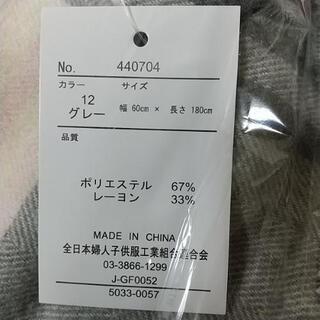 No. 440704
カラー サイズ
12
グレー 幅 60cm × 長さ 180cm
品質
ポリエステル 67%
レーヨン 33%
MADE IN CHINA
全日本婦人子供服工業組合連合会
03-3866-1299
J-GF0052
5033-0057